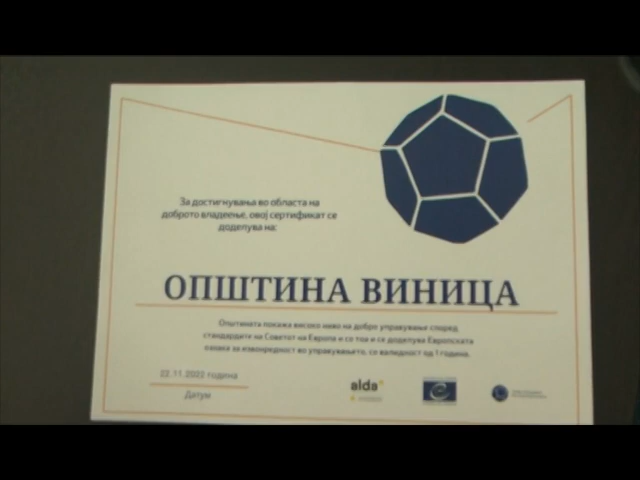 За достигнувања во областа на
доброто владеење, овој сертификат се
доделува на:
ОПШТИНА ВИНИЦА
Општината покажа високо ниво на добро управување според
стандардите на Советот на Европа и со тоа и се доделува Европската
ознака за извонредност во управувањето, со валидност од 1 година.
22.11.2022 година
Датум
alda